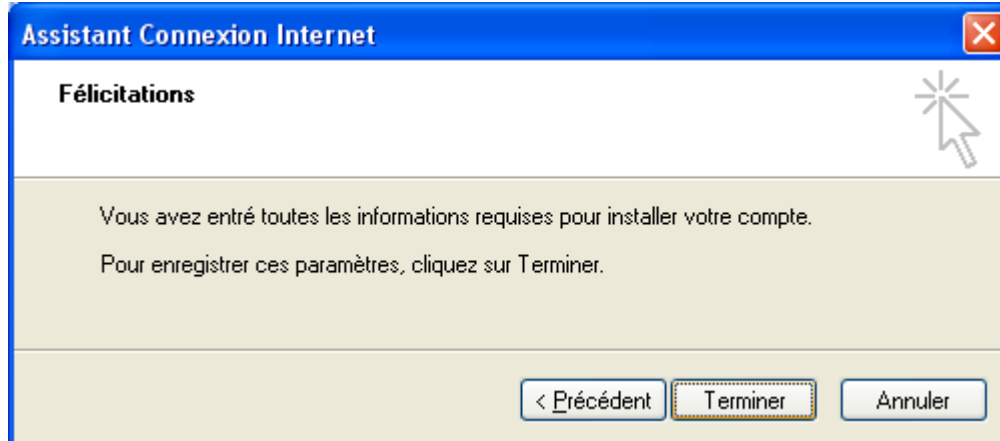 Assistant Connexion Internet
Félicitations
Vous avez entré toutes les informations requises pour installer votre compte.
Pour enregistrer ces paramètres, cliquez sur Terminer.
< Précédent Terminer Annuler